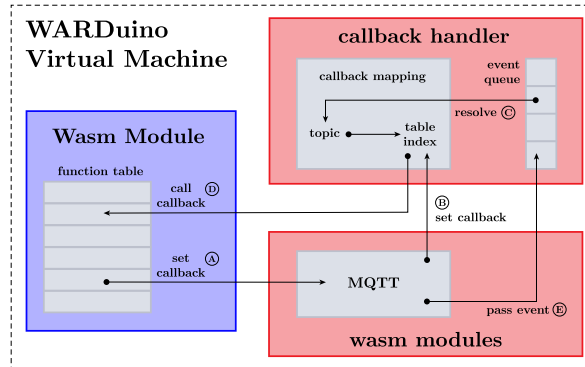 WARDuino
Virtual Machine
callback handler
callback mapping
event
queue
topic
table
index
resolve Ⓒ
Wasm Module
function table
call Ⓓ
callback
set Ⓐ
callback
Ⓑ
set callback
MQTT
pass event Ⓔ
wasm modules